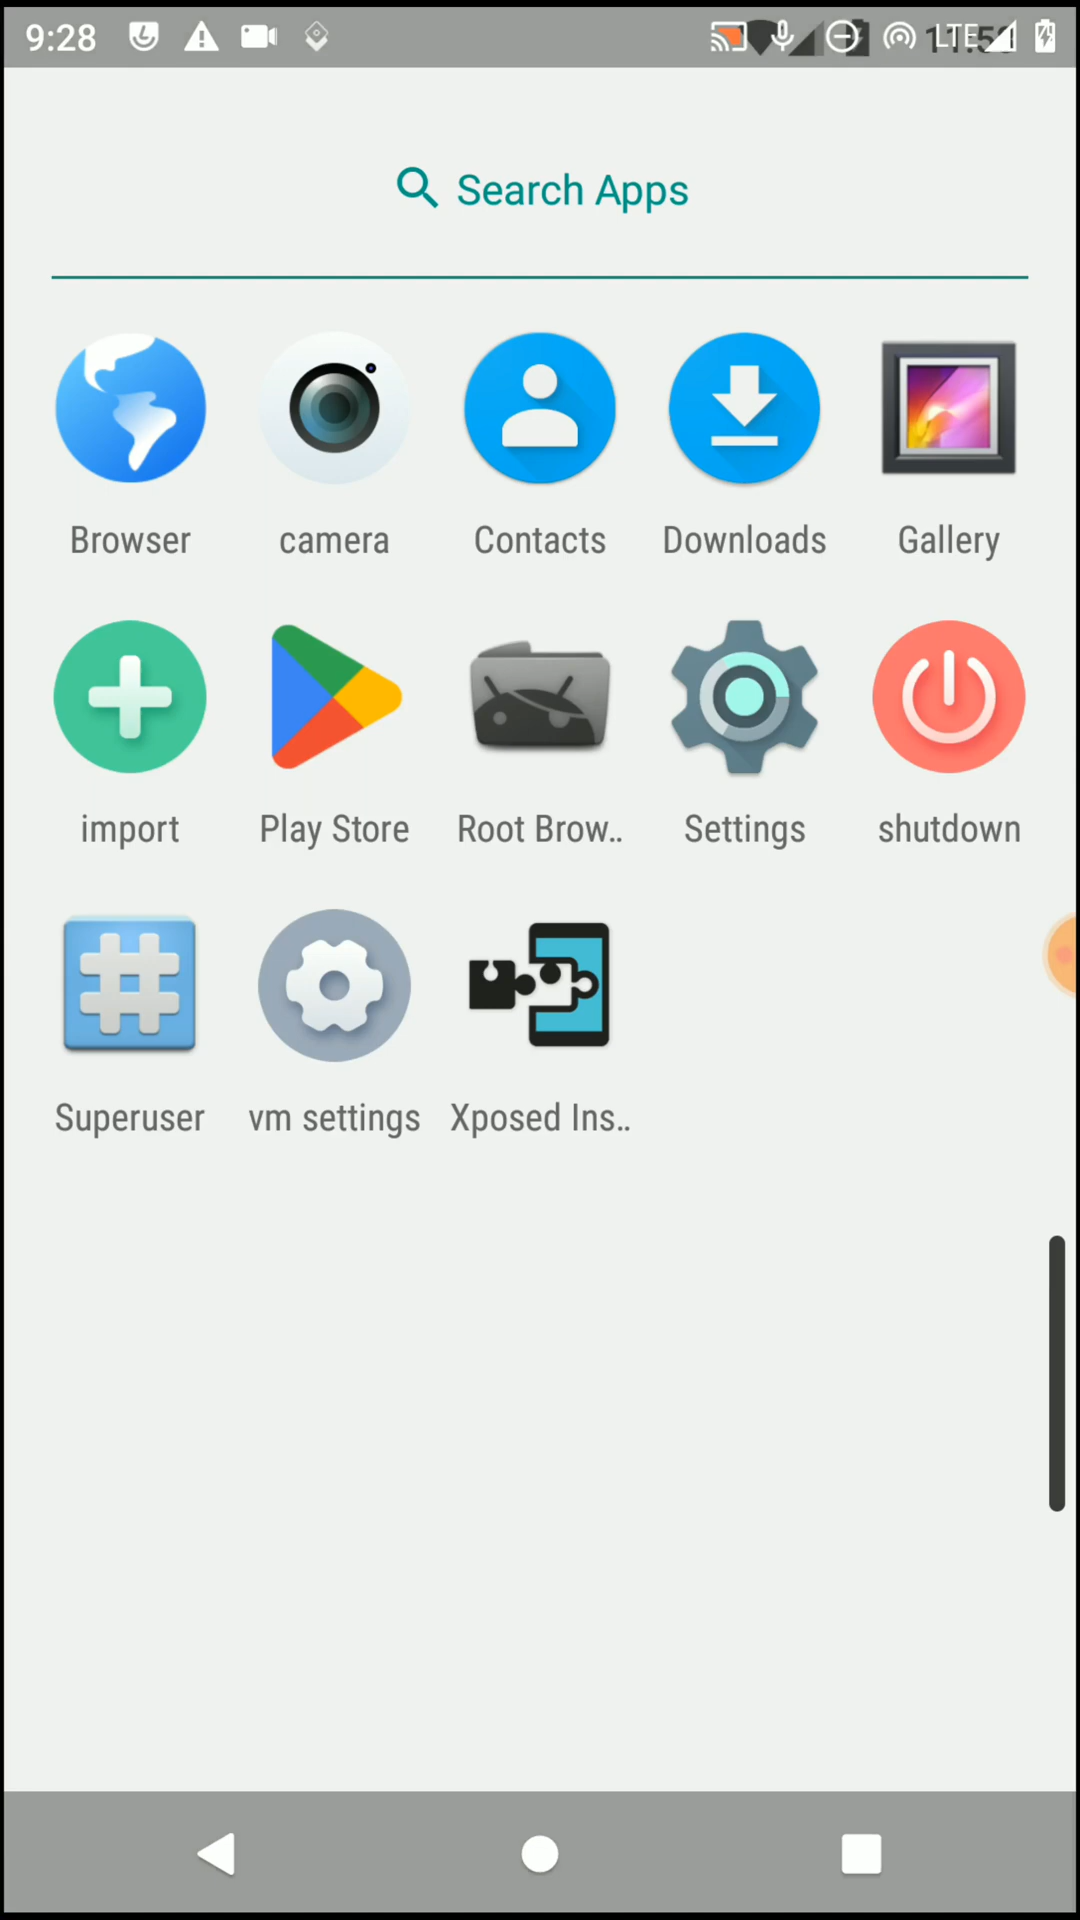 9:28 LTE
Search Apps
Browser camera Contacts Downloads Gallery
import Play Store Root Brow.. Settings shutdown
Superuser vm settings Xposed Ins..